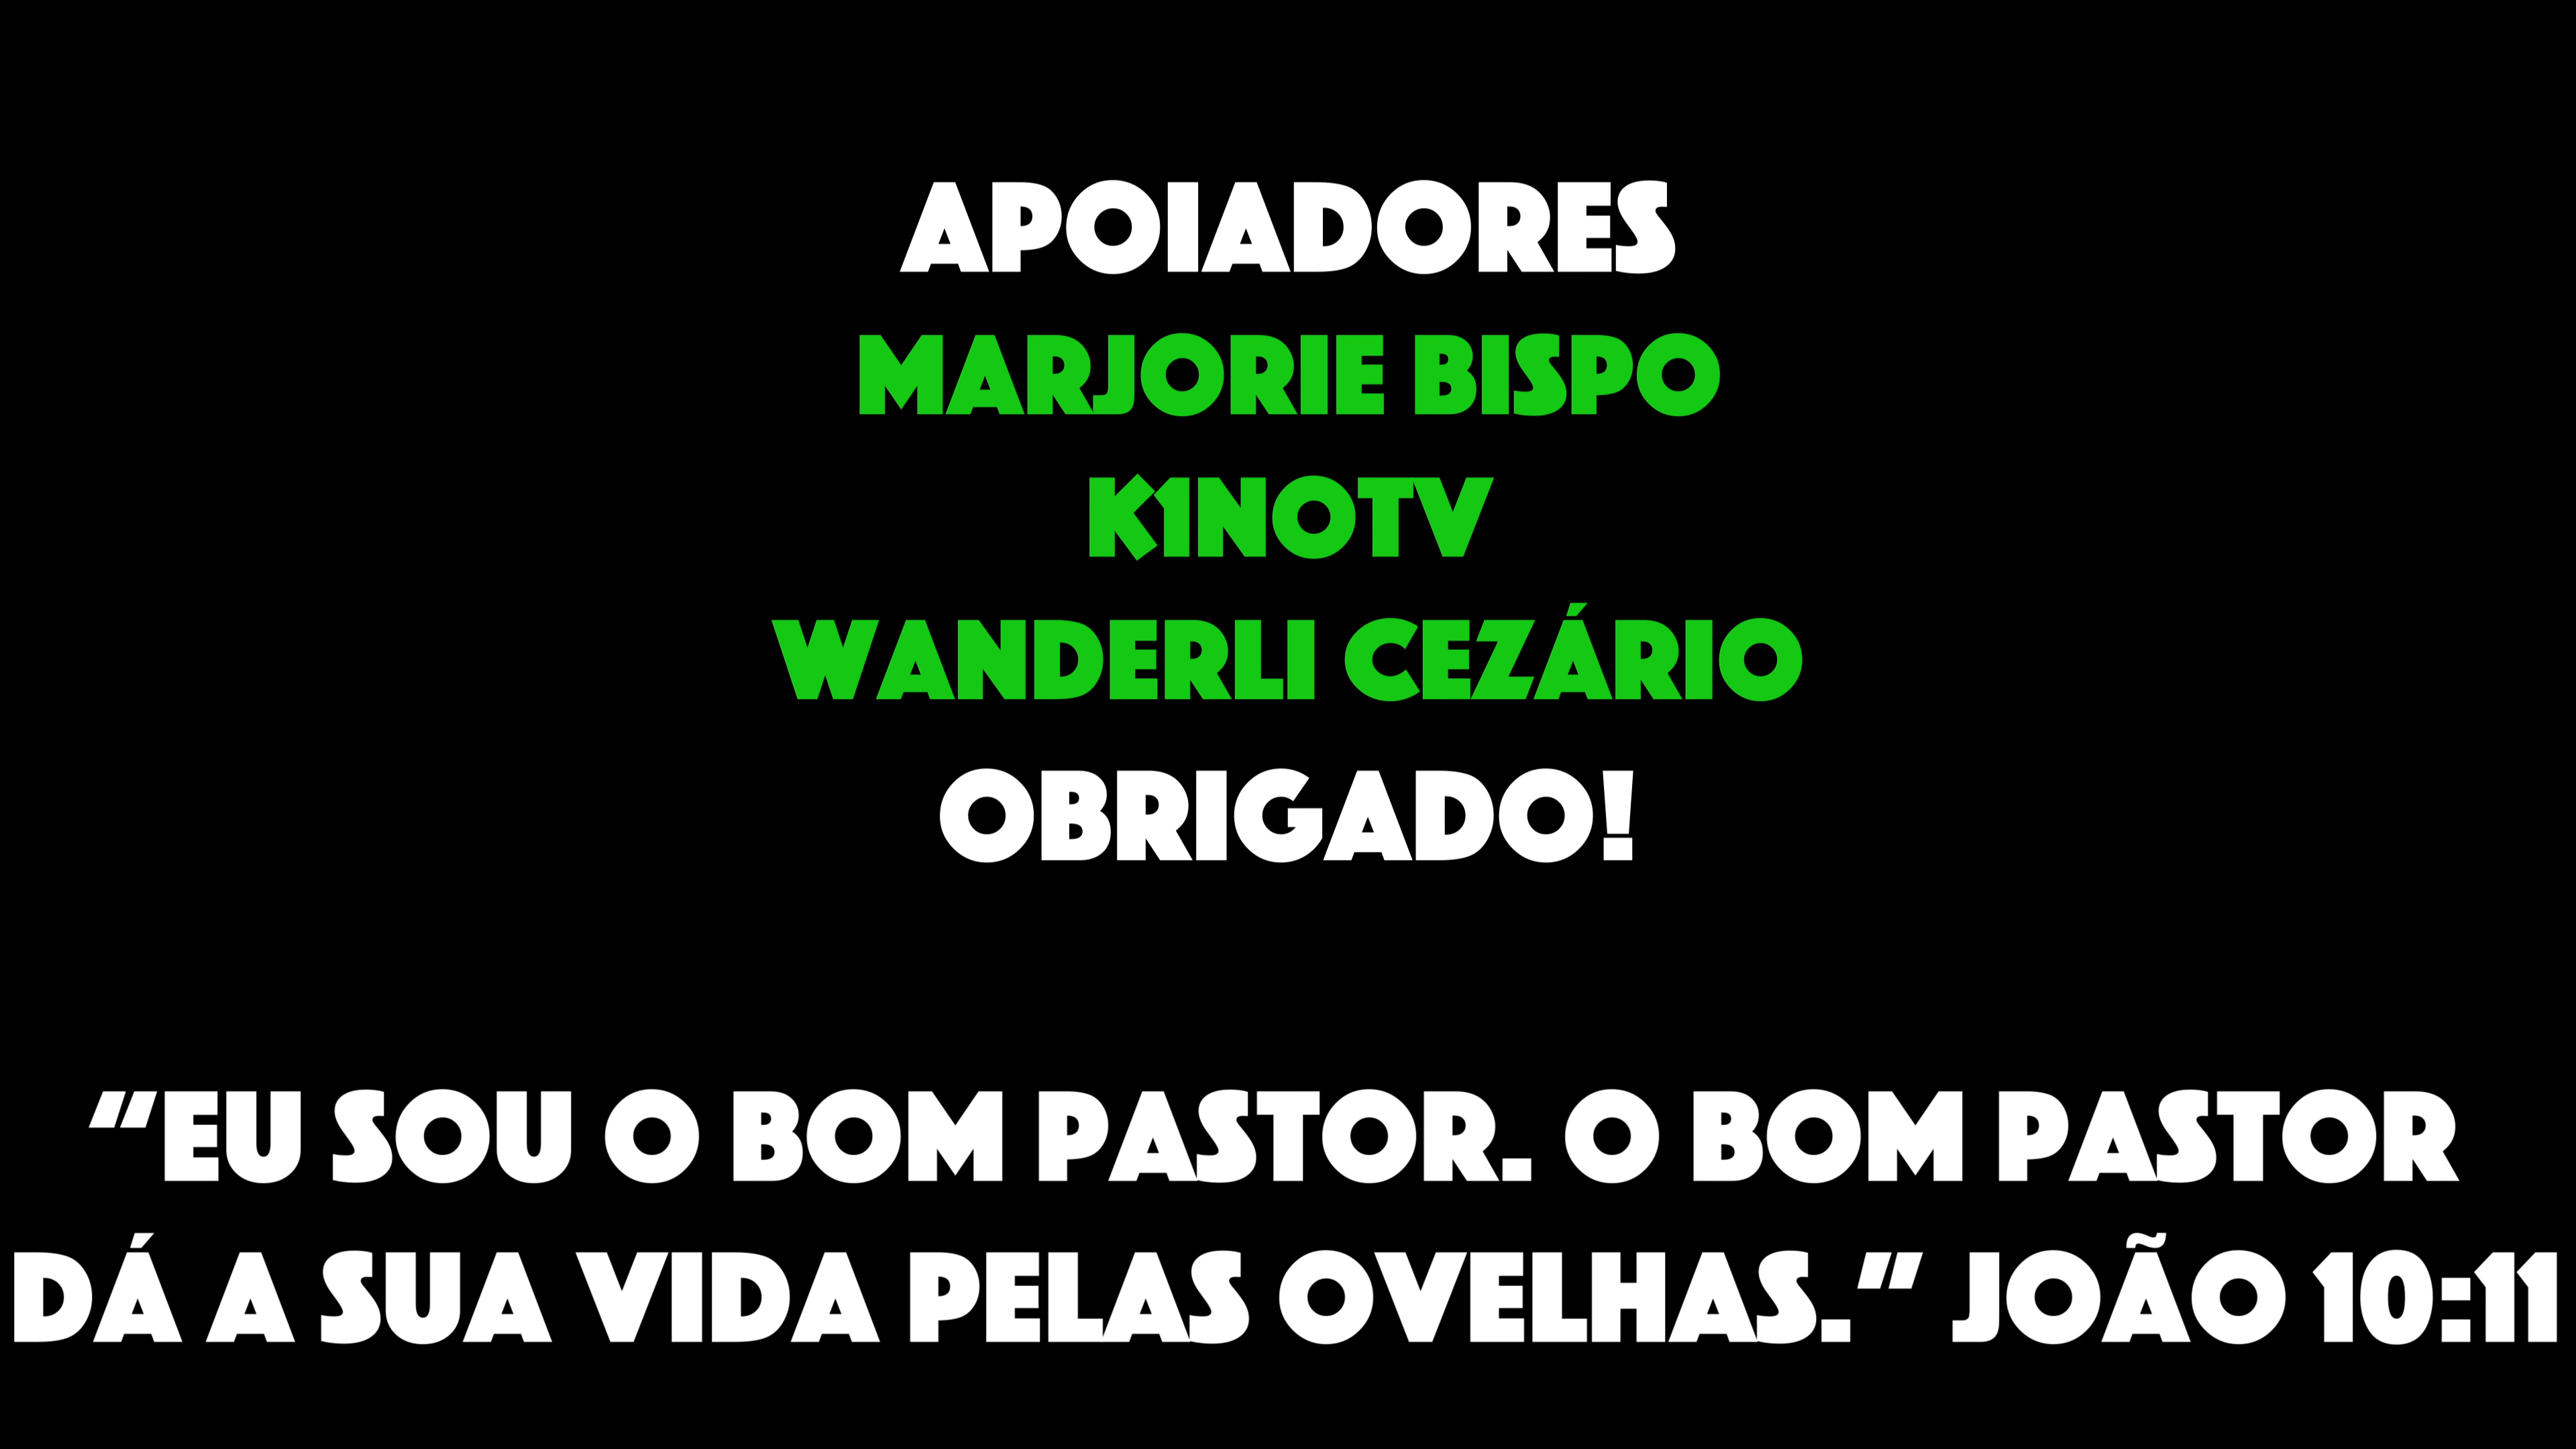 APOIADORES
MARJORIE BISPO
K1NOTV
WANDERLI CEZÁRIO
OBRIGADO!
“EU SOU O BOM PASTOR. O BOM PASTOR
DÁ A SUA VIDA PELAS OVELHAS.” JOÃO 10:11